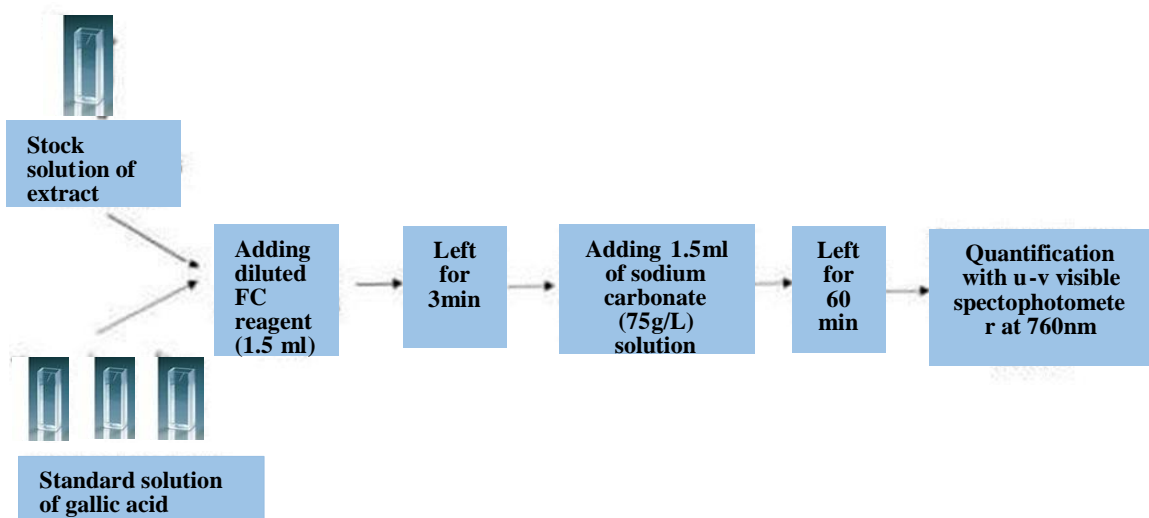 Stock
solution of
extract
Adding
diluted
FC
reagent
(1.5 ml)
Left
for
3min
Adding 1.5ml
of sodium
carbonate
(75g/L)
solution
Left
for
60
min
Quantification
with u-v visible
spectophotomete
r at 760nm
Standard solution
of gallic acid